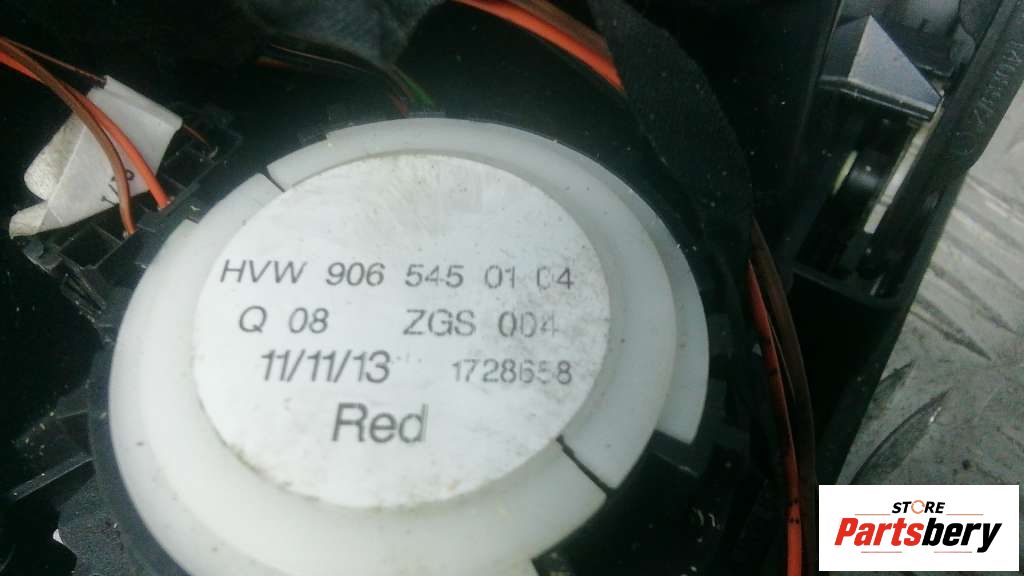 HVW 906 545 01 04
Q 08 ZGS 004
11/11/13 1728658
Red
STORE
Partsbery